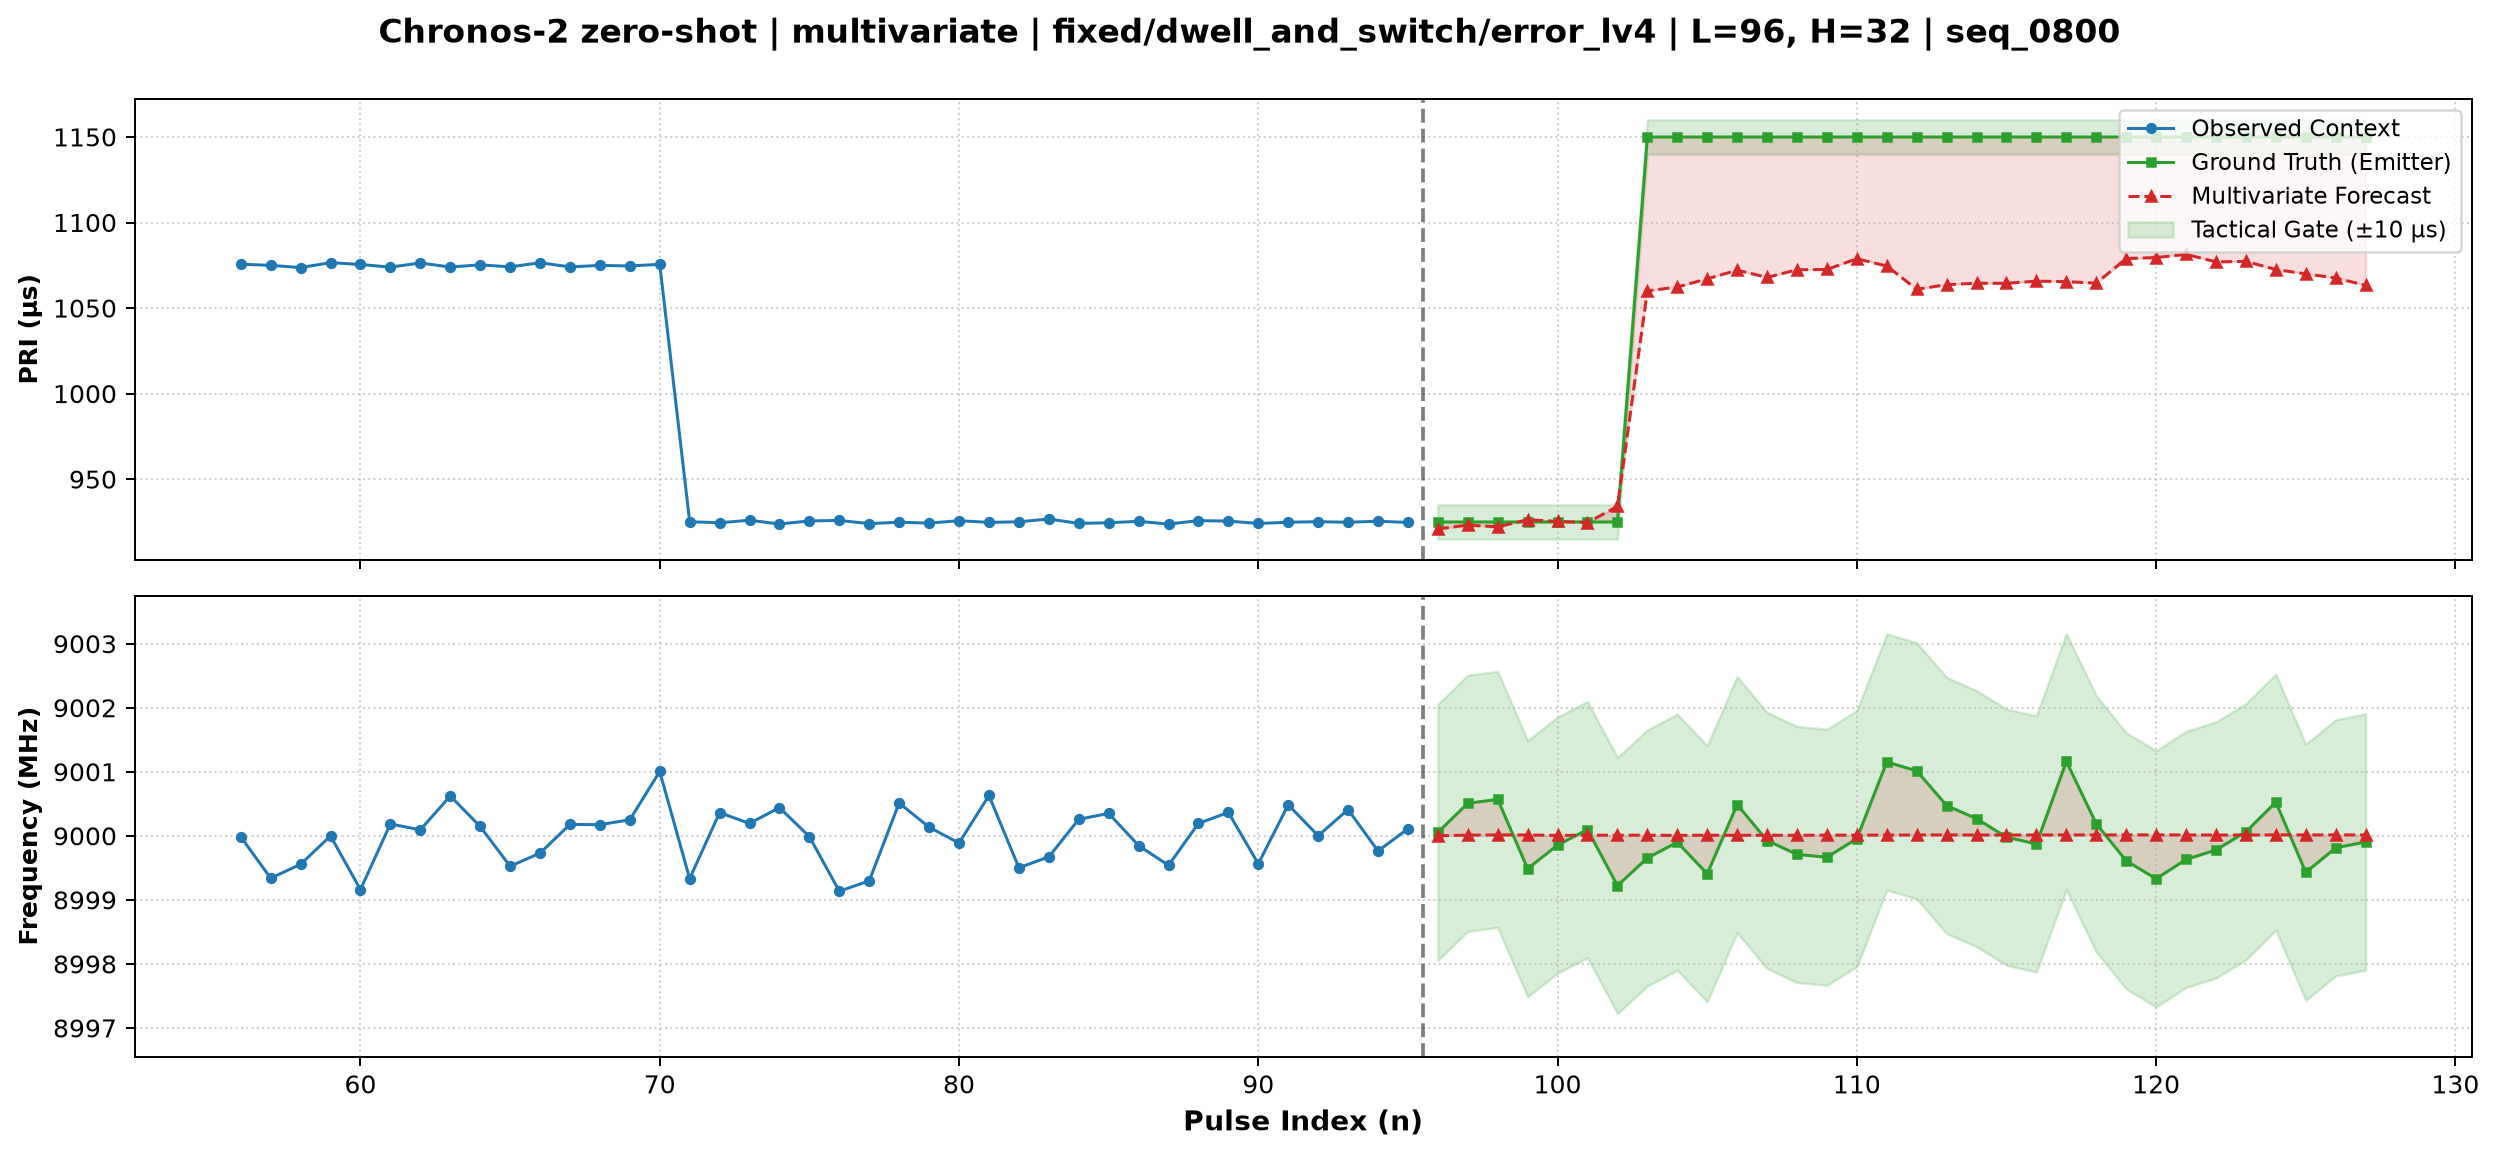 Chronos-2 zero-shot | multivariate | fixed/dwell_and_switch/error_lv4 | L=96, H=32 | seq_0800
1150
1100
1050
1000
950
PRI (µs)
Observed Context
Ground Truth (Emitter)
Multivariate Forecast
Tactical Gate (±10 µs)
9003
9002
9001
9000
8999
8998
8997
Frequency (MHz)
60 70 80 90 100 110 120 130
Pulse Index (n)